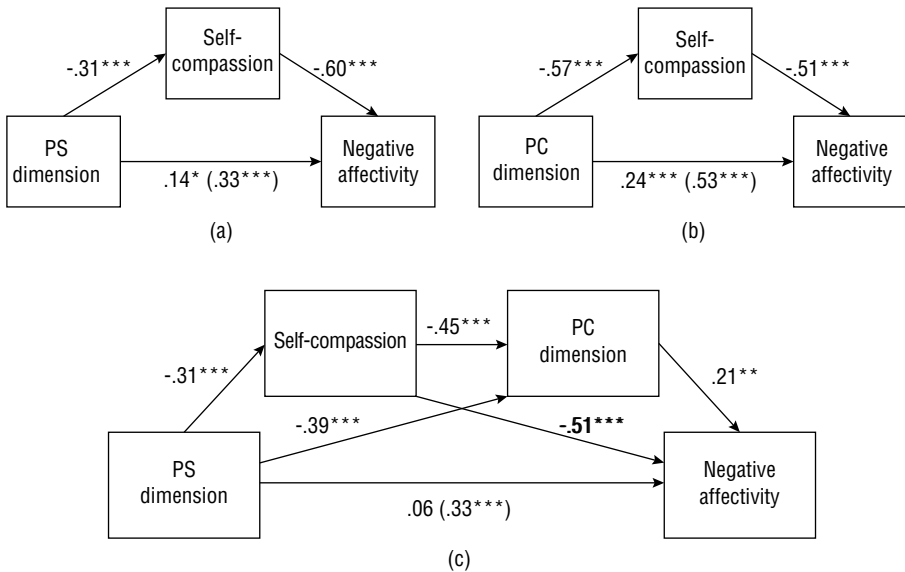 Self-
compassion
-.31***
-.60***
PS
dimension
Negative
affectivity
.14* (.33***)
(a)
Self-
compassion
-.57***
-.51***
PC
dimension
Negative
affectivity
.24*** (.53***)
(b)
Self-compassion
-.45***
PC
dimension
-.31***
.21**
-.39***
-.51***
PS
dimension
Negative
affectivity
.06 (.33***)
(c)